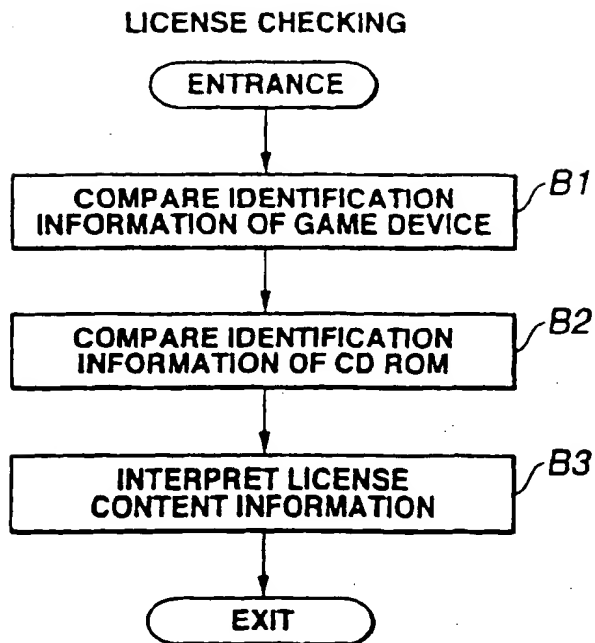 LICENSE CHECKING
ENTRANCE
COMPARE IDENTIFICATION
INFORMATION OF GAME DEVICE
B1
COMPARE IDENTIFICATION
INFORMATION OF CD ROM
B2
INTERPRET LICENSE
CONTENT INFORMATION
B3
EXIT